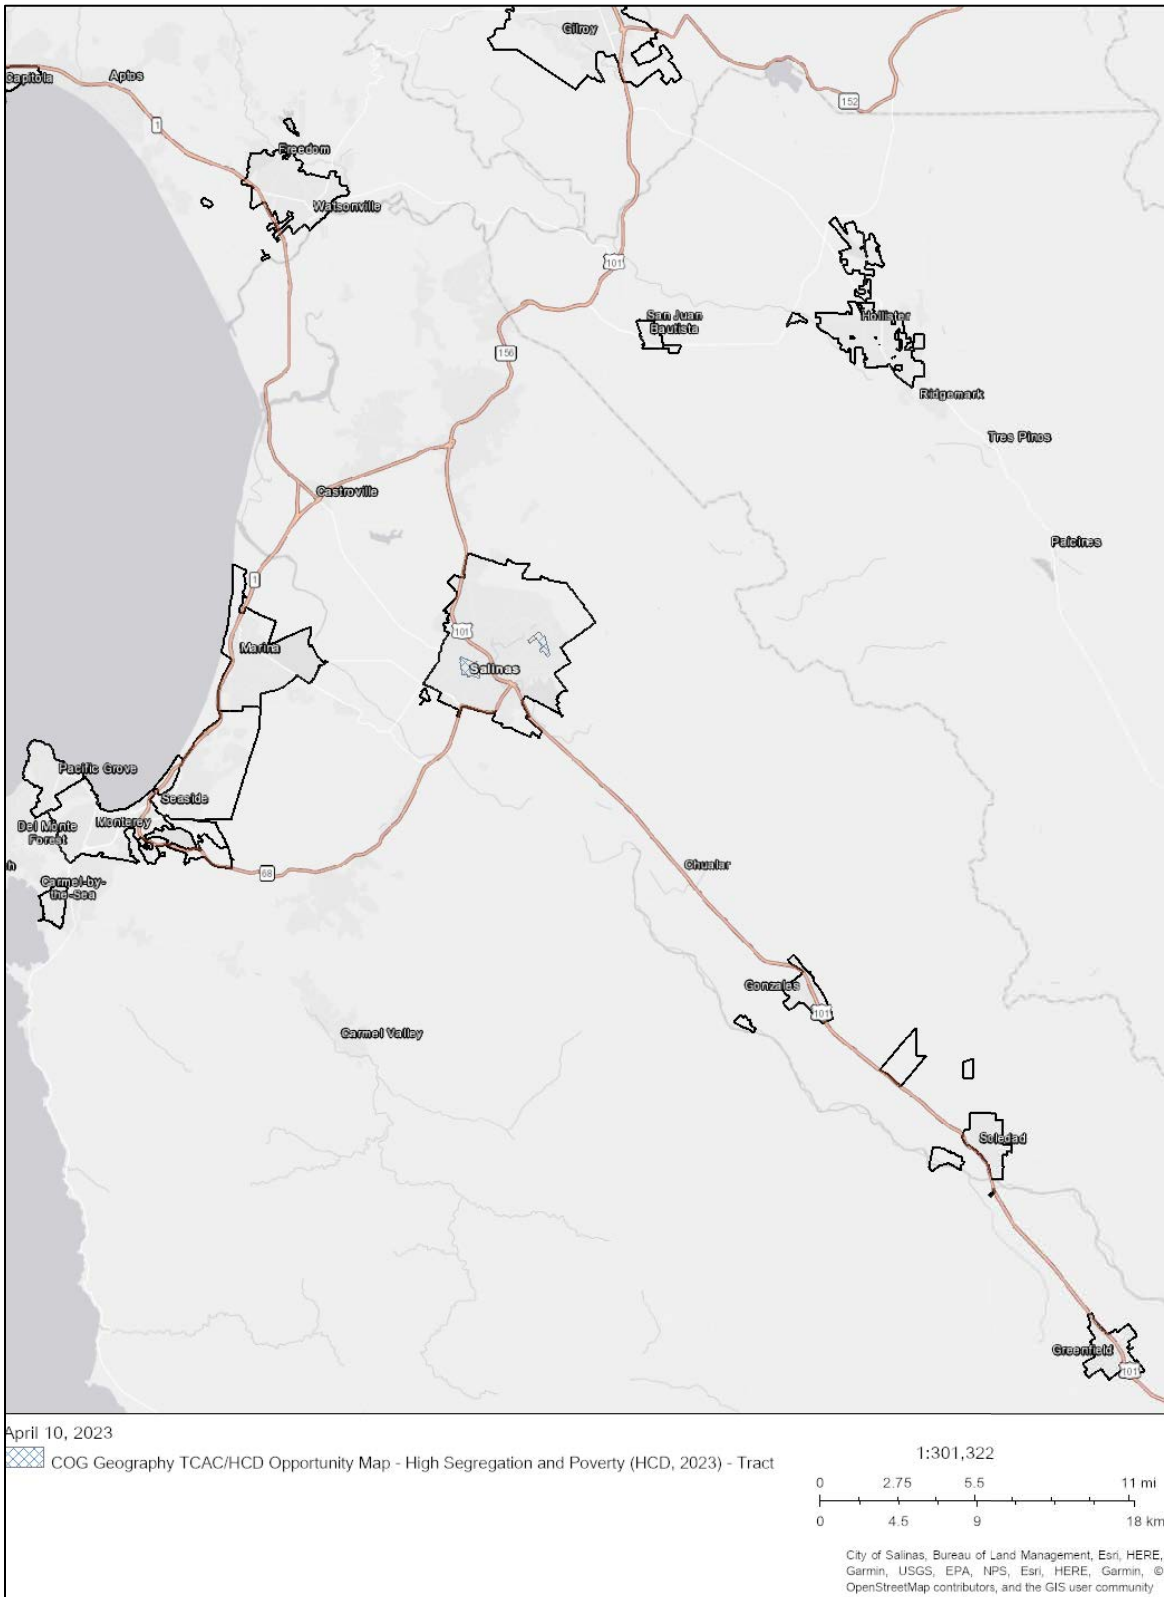 Gilroy
Capitola
Aptos
152
1
Freedom
Watsonville
101
San Juan
Bautista
Hollister
156
Ridgemark
Tres Pinos
Castroville
Paicines
1
101
Marina
Salinas
Pacific Grove
Seaside
Del Monte
Forest
Monterey
h
68
Chualar
Carmel-by-
the-Sea
Gonzales
101
Carmel Valley
Soledad
Greenfield
101
April 10, 2023
COG Geography TCAC/HCD Opportunity Map - High Segregation and Poverty (HCD, 2023) - Tract
1:301,322
0 2.75 5.5 11 mi
0 4.5 9 18 km
City of Salinas, Bureau of Land Management, Esri, HERE,
Garmin, USGS, EPA, NPS, Esri, HERE, Garmin, ©
OpenStreetMap contributors, and the GIS user community